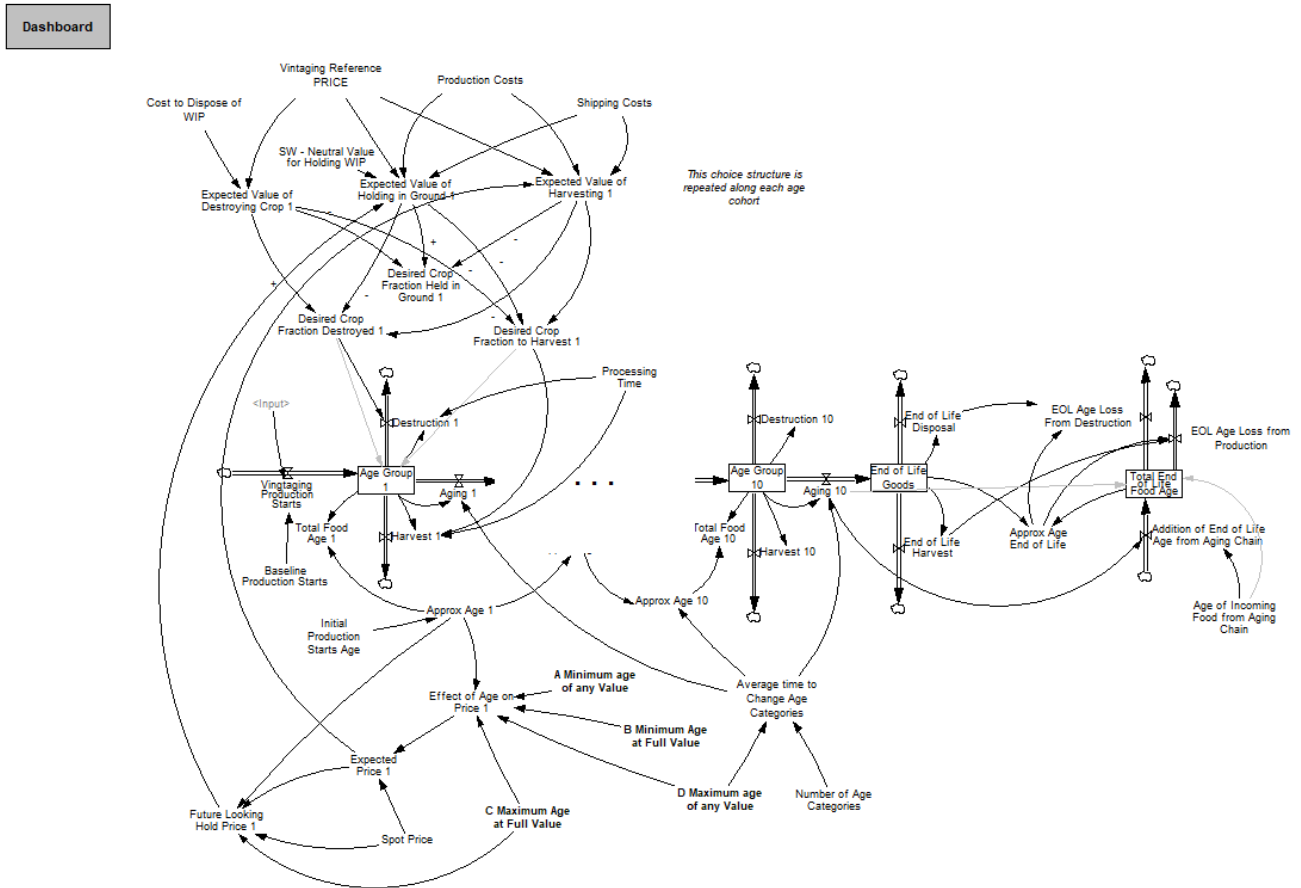 Dashboard
Vintaging Reference
PRICE
Production Costs
Cost to Dispose of
WIP
Shipping Costs
SW - Neutral Value
for Holding WIP
This choice structure is
repeated along each age
cohort
Expected Value of
Destroying Crop 1
Expected Value of
Holding in Ground 1
Expected Value of
Harvesting 1
-
+
-
-
Desired Crop
Fraction Held in
Ground 1
-
+
-
-
Desired Crop
Fraction Destroyed 1
Desired Crop
Fraction to Harvest 1
Processing
Time
<Input>
Destruction 1
Destruction 10
End of Life
Disposal
EOL Age Loss
From Destruction
EOL Age Loss from
Production
Vingtaging
Production
Starts
Age Group
1
Aging 1
. . .
Age Group
10
Aging 10
End of Life
Goods
Total End
of Life
Food Age
Total Food
Age 1
Harvest 1
Total Food
Age 10
Harvest 10
End of Life
Harvest
Approx Age
End of Life
Addition of End of Life
Age from Aging Chain
Baseline
Production Starts
Approx Age 1
Approx Age 10
Age of Incoming
Food from Aging
Chain
Initial
Production
Starts Age
Effect of Age on
Price 1
A Minimum age
of any Value
Average time to
Change Age
Categories
B Minimum Age
at Full Value
Expected
Price 1
D Maximum age
of any Value
Number of Age
Categories
Future Looking
Hold Price 1
C Maximum Age
at Full Value
Spot Price